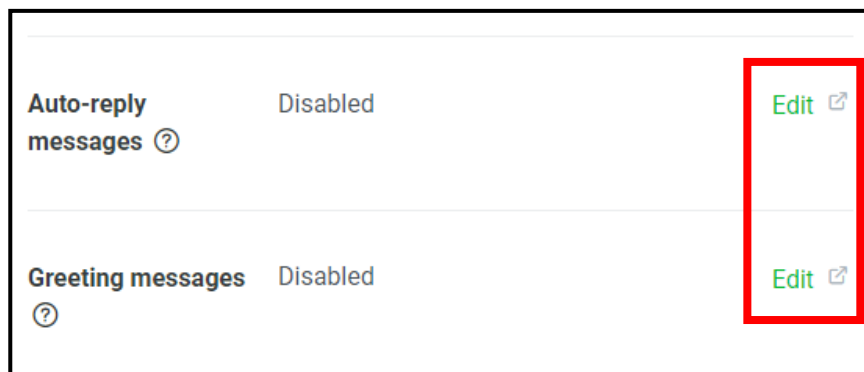 Auto-reply Disabled Edit
messages ?
Greeting messages Disabled Edit
?